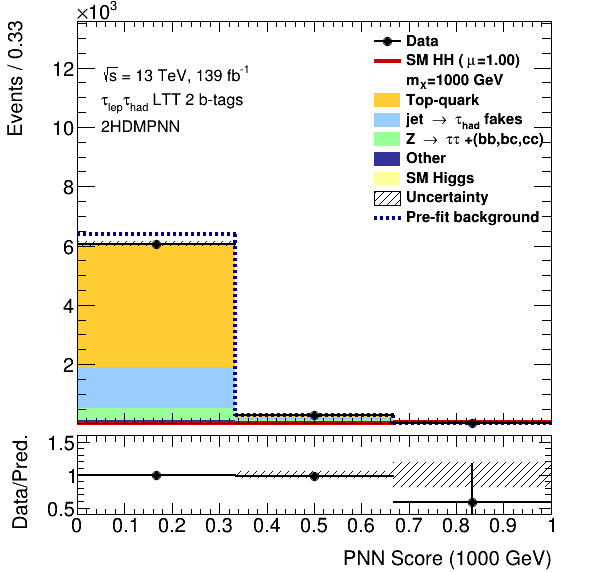 ×10³
Events / 0.33
12
10
8
6
4
2
√s = 13 TeV, 139 fb⁻¹
τlepτhad LTT 2 b-tags
2HDMPNN
Data
SM HH ( μ=1.00)
mX=1000 GeV
Top-quark
jet → τhad fakes
Z → ττ +(bb,bc,cc)
Other
SM Higgs
Uncertainty
Pre-fit background
Data/Pred.
1.5
1
0.5
0 0.1 0.2 0.3 0.4 0.5 0.6 0.7 0.8 0.9 1
PNN Score (1000 GeV)